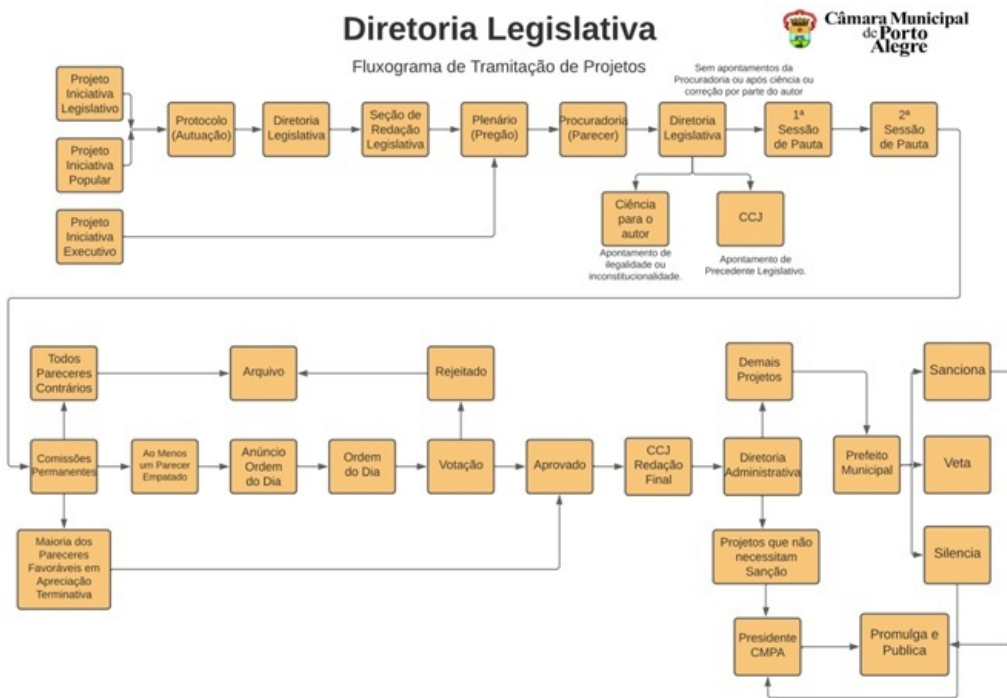 Diretoria Legislativa
Câmara Municipal
de Porto
Alegre
Fluxograma de Tramitação de Projetos
Sem apontamentos da
Procuradoria ou após ciência ou
correção por parte do autor
Projeto
Iniciativa
Legislativo
Projeto
Iniciativa
Popular
Projeto
Iniciativa
Executivo
Protocolo
(Autuação)
Diretoria
Legislativa
Seção de
Redação
Legislativa
Plenário
(Pregão)
Procuradoria
(Parecer)
Diretoria
Legislativa
1ª
Sessão
de Pauta
2ª
Sessão
de Pauta
Ciência
para o
autor
CCJ
Apontamento de
ilegalidade ou
inconstitucionalidade.
Apontamento de
Precedente Legislativo.
Todos
Pareceres
Contrários
Arquivo
Rejeitado
Demais
Projetos
Sanciona
Comissões
Permanentes
Ao Menos
um Parecer
Empatado
Anúncio
Ordem
do Dia
Ordem
do Dia
Votação
Aprovado
CCJ
Redação
Final
Diretoria
Administrativa
Prefeito
Municipal
Veta
Maioria dos
Pareceres
Favoráveis em
Apreciação
Terminativa
Projetos que não
necessitam
Sanção
Silencia
Presidente
CMPA
Promulga e
Publica